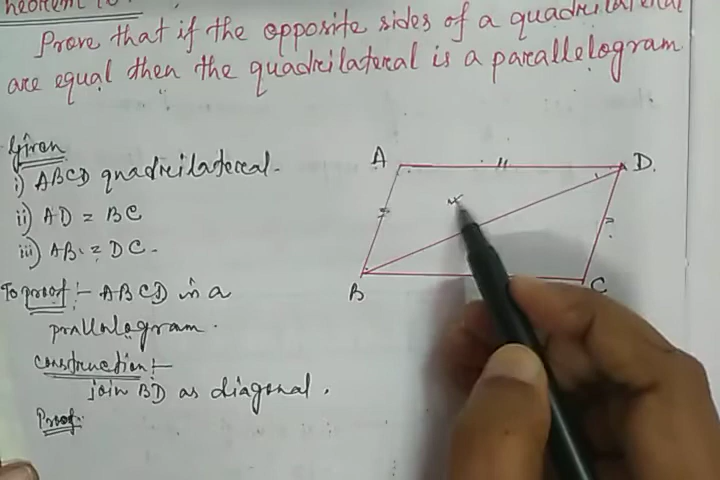 Prove that if the opposite sides of a quadrilateral
are equal then the quadrilateral is a parallelogram
Given
i) ABCD quadrilateral.
ii) AD = BC
iii) AB = DC.
To proof :- ABCD is a
prallalogram.
construction :-
join BD as diagonal.
Proof:
A
D.
B
C